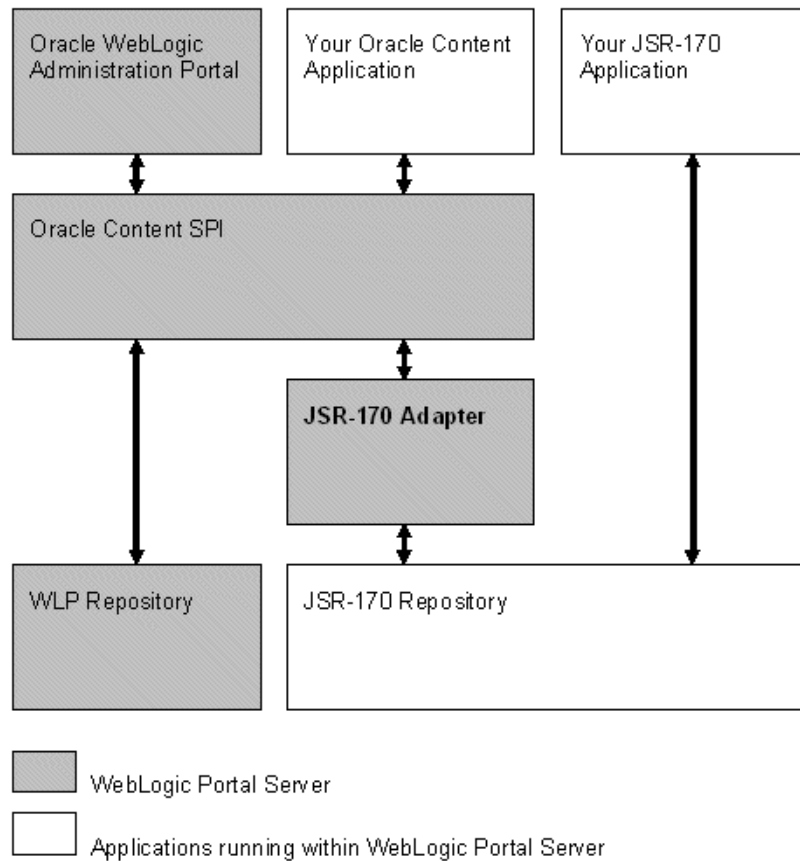 Oracle WebLogic
Administration Portal
Your Oracle Content
Application
Your JSR-170
Application
Oracle Content SPI
JSR-170 Adapter
WLP Repository
JSR-170 Repository
WebLogic Portal Server
Applications running within WebLogic Portal Server